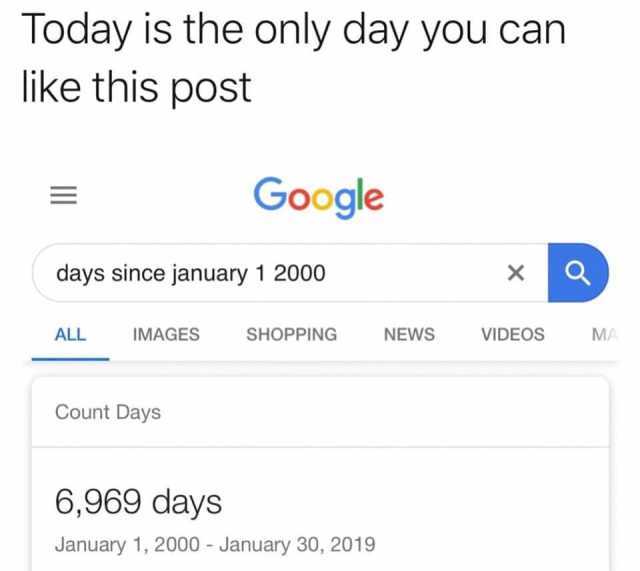 Today is the only day you can
like this post
Google
days since january 1 2000
ALL IMAGES SHOPPING NEWS VIDEOS MA
Count Days
6,969 days
January 1, 2000 - January 30, 2019